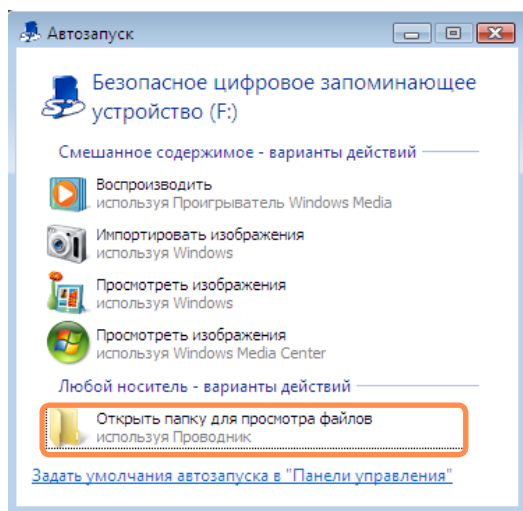 Автозапуск
Безопасное цифровое запоминающее
устройство (F:)
Смешанное содержимое - варианты действий
Воспроизводить
используя Проигрыватель Windows Media
Импортировать изображения
используя Windows
Просмотреть изображения
используя Windows
Просмотреть изображения
используя Windows Media Center
Любой носитель - варианты действий
Открыть папку для просмотра файлов
используя Проводник
Задать умолчания автозапуска в "Панели управления"